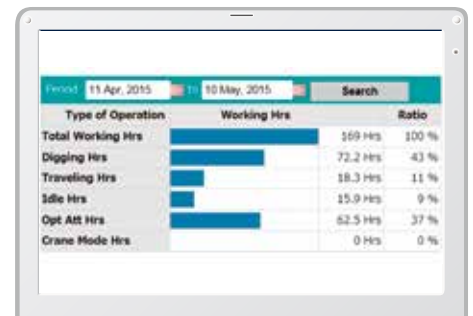 Period 11 Apr, 2015 to 10 May, 2015 Search
Type of Operation Working Hrs Ratio
Total Working Hrs 169 Hrs 100 %
Digging Hrs 72.2 Hrs 43 %
Traveling Hrs 18.3 Hrs 11 %
Idle Hrs 15.9 Hrs 9 %
Opt Att Hrs 62.5 Hrs 37 %
Crane Mode Hrs 0 Hrs 0 %